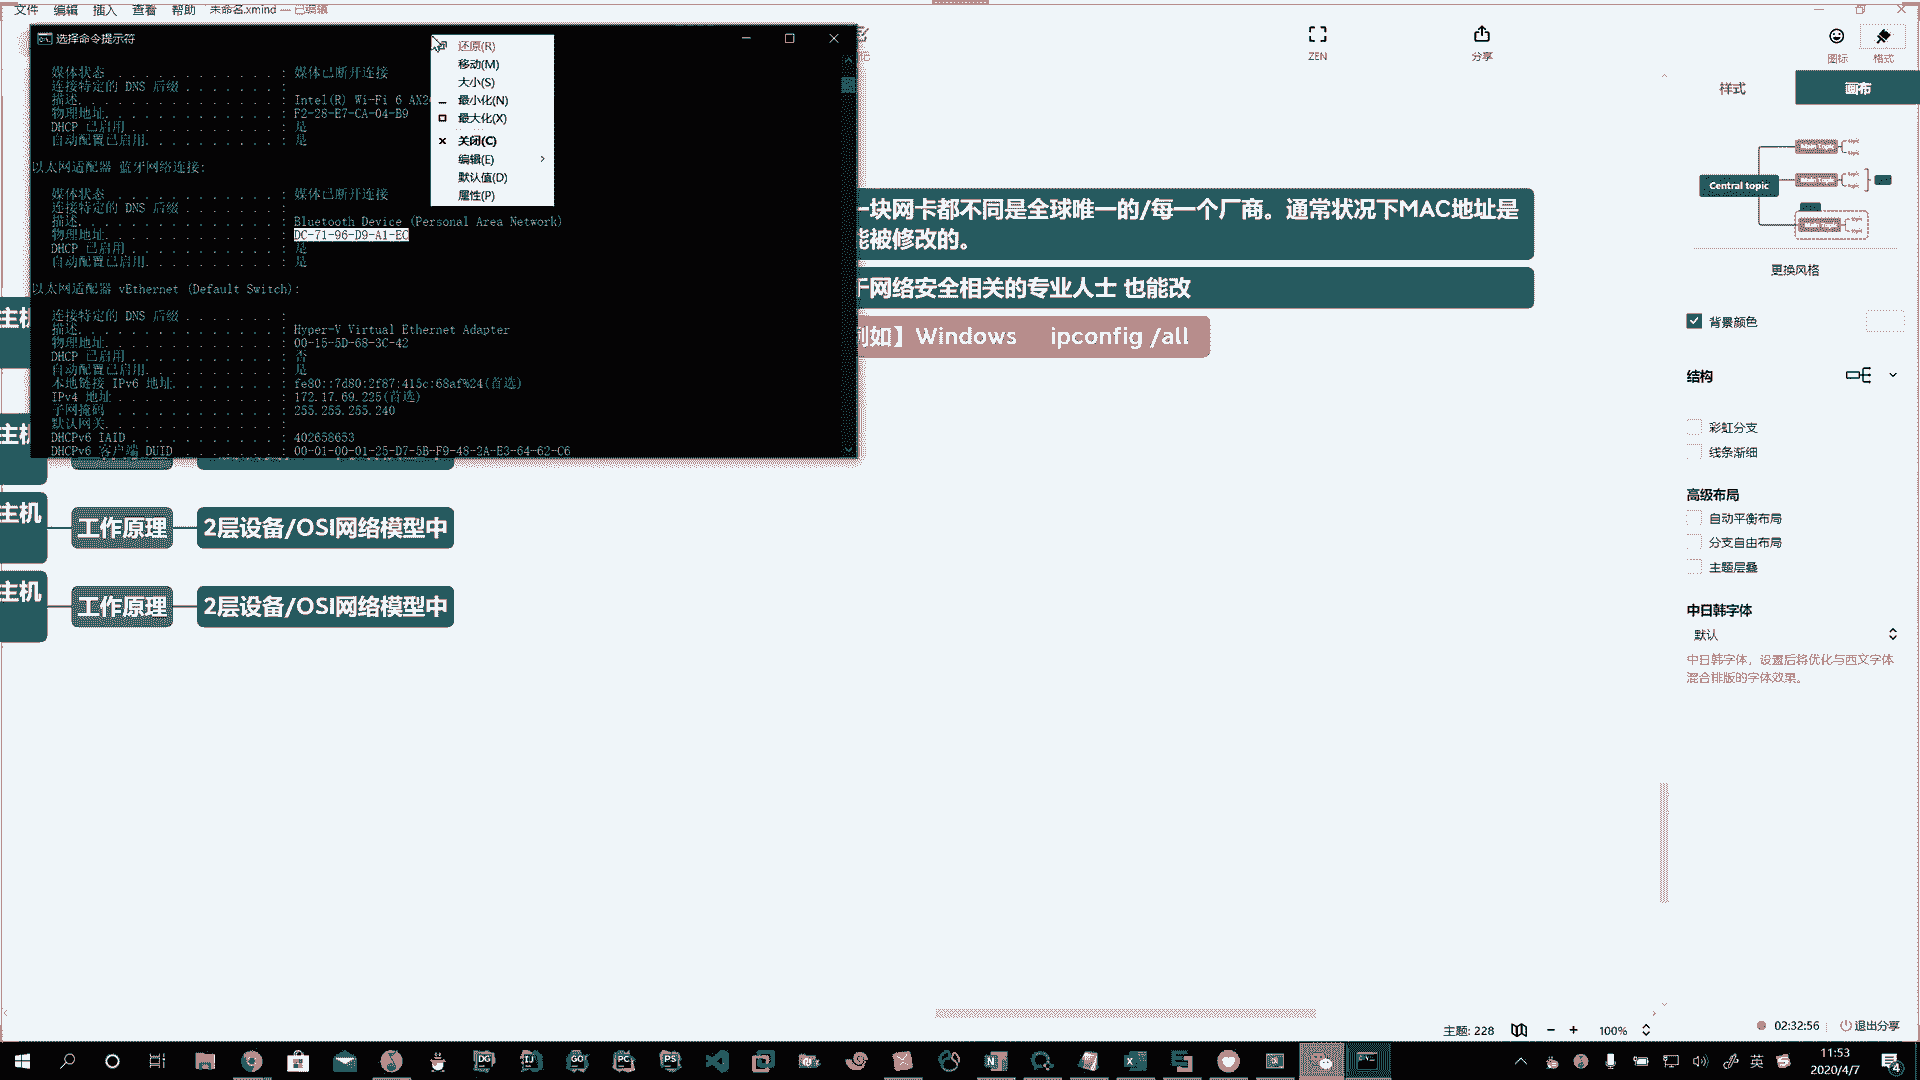 文件 编辑 插入 查看 帮助 未命名.xmind — 已编辑
选择命令提示符
媒体状态 . . . . . . . . . . . . : 媒体已断开连接
连接特定的 DNS 后缀 . . . . . . . :
描述. . . . . . . . . . . . . . . : Intel(R) Wi-Fi 6
物理地址. . . . . . . . . . . . . : F2-28-E7-CA-04-B9
DHCP 已启用 . . . . . . . . . . . : 是
自动配置已启用. . . . . . . . . . : 是
以太网适配器 蓝牙网络连接:
媒体状态 . . . . . . . . . . . . : 媒体已断开连接
连接特定的 DNS 后缀 . . . . . . . :
描述. . . . . . . . . . . . . . . : Bluetooth Device (Personal Area Network)
物理地址. . . . . . . . . . . . . : DC-71-96-D9-A1-EC
DHCP 已启用 . . . . . . . . . . . : 是
自动配置已启用. . . . . . . . . . : 是
以太网适配器 vEthernet (Default Switch):
连接特定的 DNS 后缀 . . . . . . . :
描述. . . . . . . . . . . . . . . : Hyper-V Virtual Ethernet Adapter
物理地址. . . . . . . . . . . . . : 00-15-5D-68-3C-42
DHCP 已启用 . . . . . . . . . . . : 否
自动配置已启用. . . . . . . . . . : 是
本地链接 IPv6 地址. . . . . . . . : fe80::7d80:2f87:415c:68af%24(首选)
IPv4 地址 . . . . . . . . . . . . : 172.17.69.225(首选)
子网掩码 . . . . . . . . . . . . : 255.255.255.240
默认网关. . . . . . . . . . . . . :
DHCPv6 IAID . . . . . . . . . . . : 402658653
DHCPv6 客户端 DUID . . . . . . . : 00-01-00-01-25-D7-5B-F9-48-2A-E3-64-62-C6
还原(R)
移动(M)
大小(S)
最小化(N)
最大化(X)
关闭(C)
编辑(E)
默认值(D)
属性(P)
ZEN
分享
图标
格式
样式
画布
Central topic
一块网卡都不同是全球唯一的/每一个厂商。通常状况下MAC地址是
能被修改的。
网络安全相关的专业人士 也能改
例如】Windows ipconfig /all
主机
主机
主机
工作原理
2层设备/OSI网络模型中
主机
工作原理
2层设备/OSI网络模型中
更换风格
背景颜色
结构
彩虹分支
线条渐细
高级布局
自动平衡布局
分支自由布局
主题层叠
中日韩字体
默认
中日韩字体，设置后将优化与西文字体
混合排版的字体效果。
主题: 228
100%
02:32:56
退出分享
英
11:53
2020/4/7
4